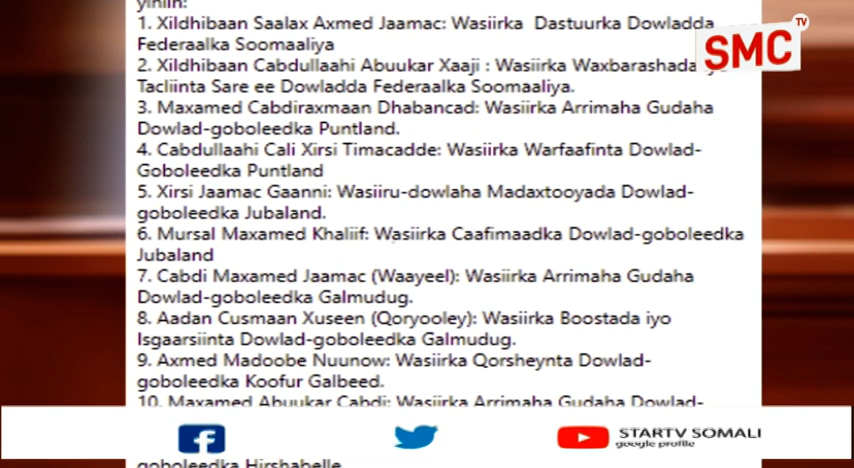 yihiin:
1. Xildhibaan Saalax Axmed Jaamac: Wasiirka Dastuurka Dowladda
Federaalka Soomaaliya
2. Xildhibaan Cabdullaahi Abuukar Xaaji : Wasiirka Waxbarashada
Tacliinta Sare ee Dowladda Federaalka Soomaaliya.
3. Maxamed Cabdiraxmaan Dhabancad: Wasiirka Arrimaha Gudaha
Dowlad-goboleedka Puntland.
4. Cabdullaahi Cali Xirsi Timacadde: Wasiirka Warfaafinta Dowlad-
Goboleedka Puntland
5. Xirsi Jaamac Gaanni: Wasiiru-dowlaha Madaxtooyada Dowlad-
goboleedka Jubaland.
6. Mursal Maxamed Khaliif: Wasiirka Caafimaadka Dowlad-goboleedka
Jubaland
7. Cabdi Maxamed Jaamac (Waayeel): Wasiirka Arrimaha Gudaha
Dowlad-goboleedka Galmudug.
8. Aadan Cusmaan Xuseen (Qoryooley): Wasiirka Boostada iyo
Isgaarsiinta Dowlad-goboleedka Galmudug.
9. Axmed Madoobe Nuunow: Wasiirka Qorsheynta Dowlad-
goboleedka Koofur Galbeed.
10. Maxamed Abuukar Cabdi: Wasiirka Arrimaha Gudaha Dowlad-
goboleedka Hirshabelle
SMC TV
STARTV SOMALI
google profile